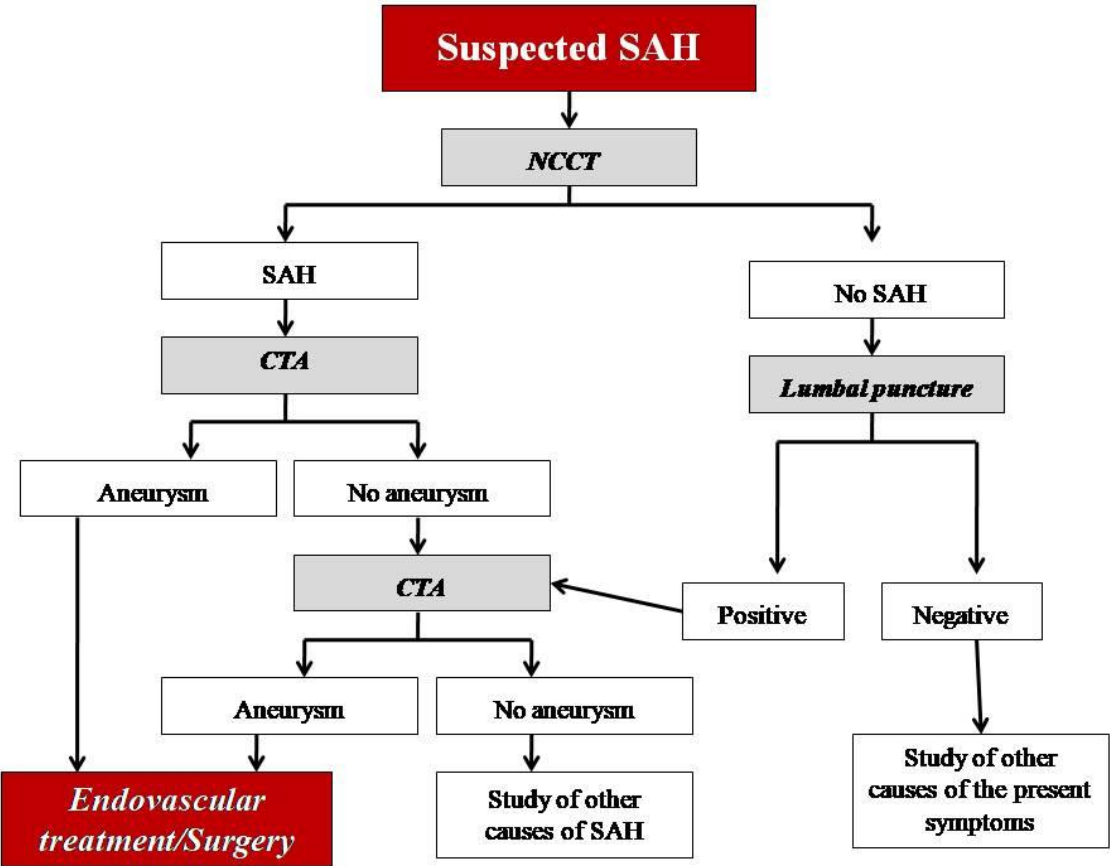 Suspected SAH
NCCT
SAH
No SAH
CTA
Lumbal puncture
Aneurysm
No aneurysm
CTA
Positive
Negative
Aneurysm
No aneurysm
Endovascular
treatment/Surgery
Study of other
causes of SAH
Study of other
causes of the present
symptoms